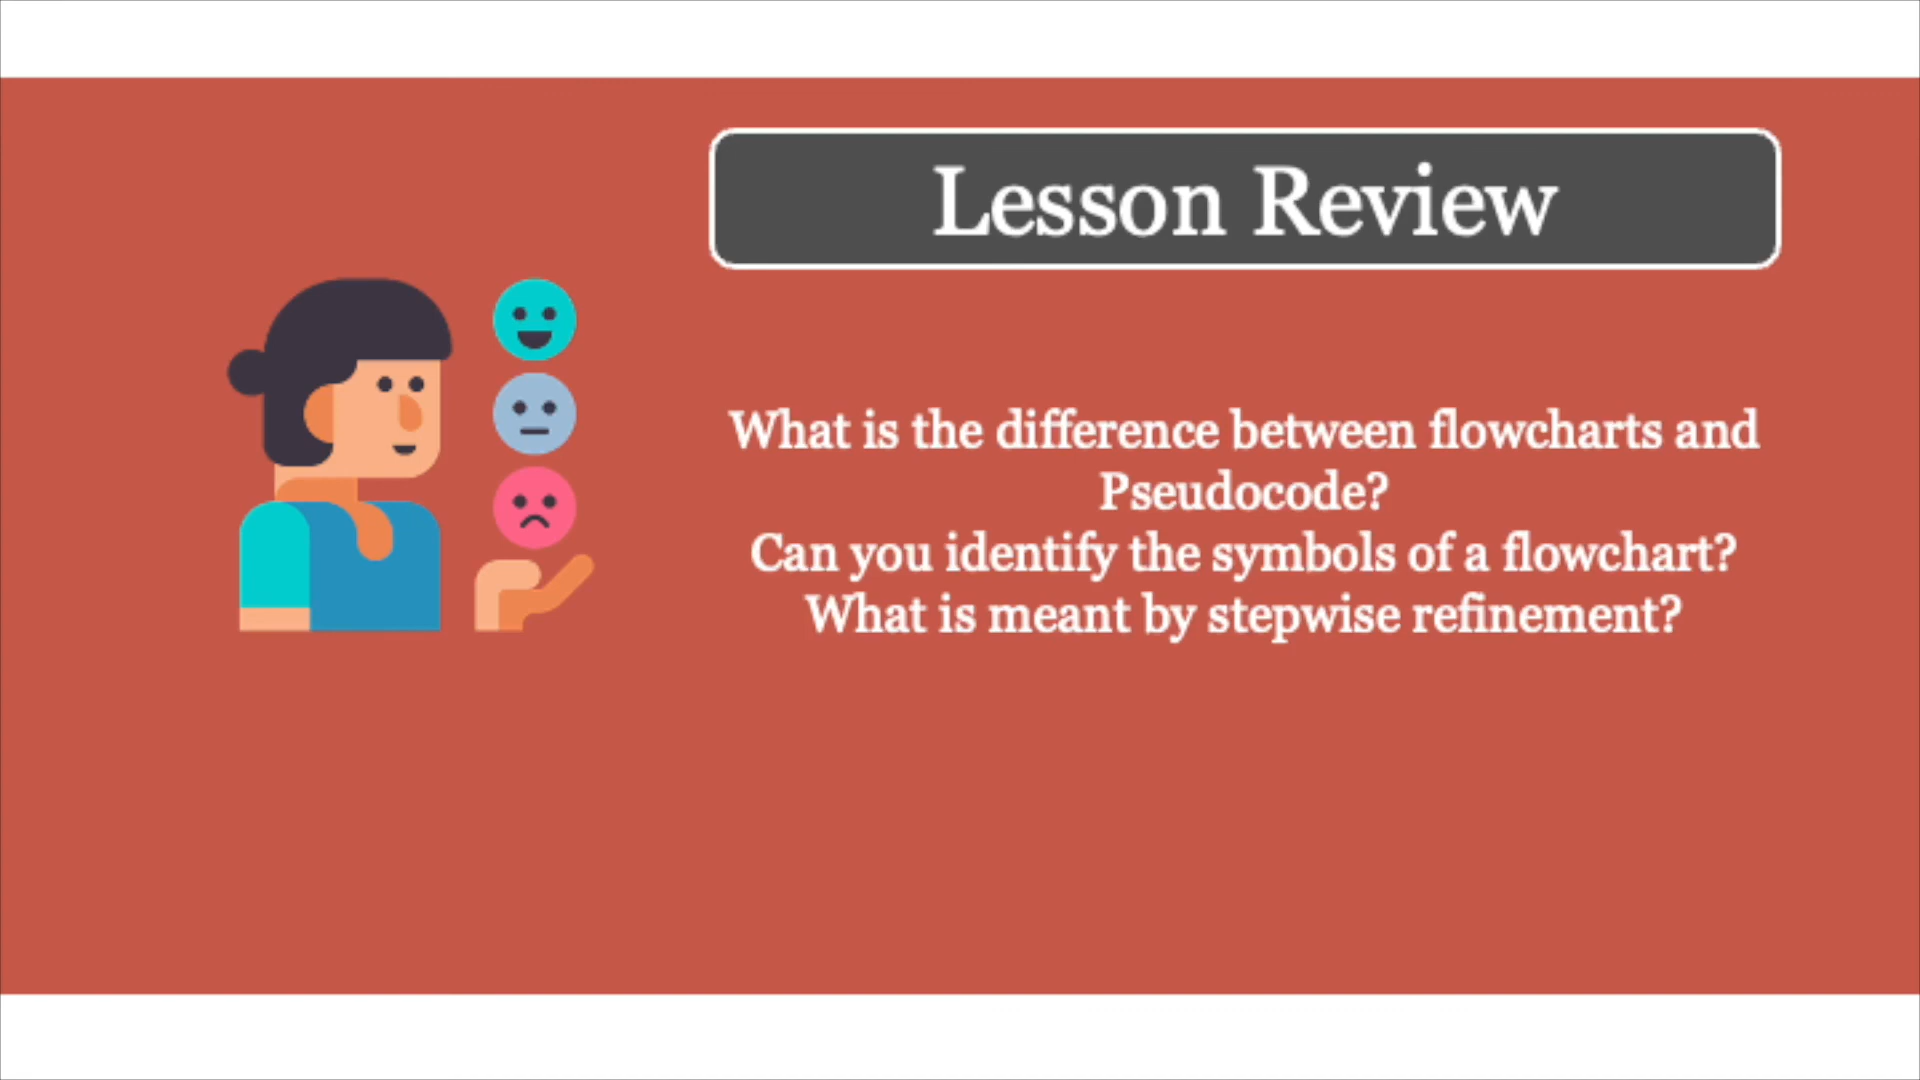 Lesson Review
What is the difference between flowcharts and
Pseudocode?
Can you identify the symbols of a flowchart?
What is meant by stepwise refinement?